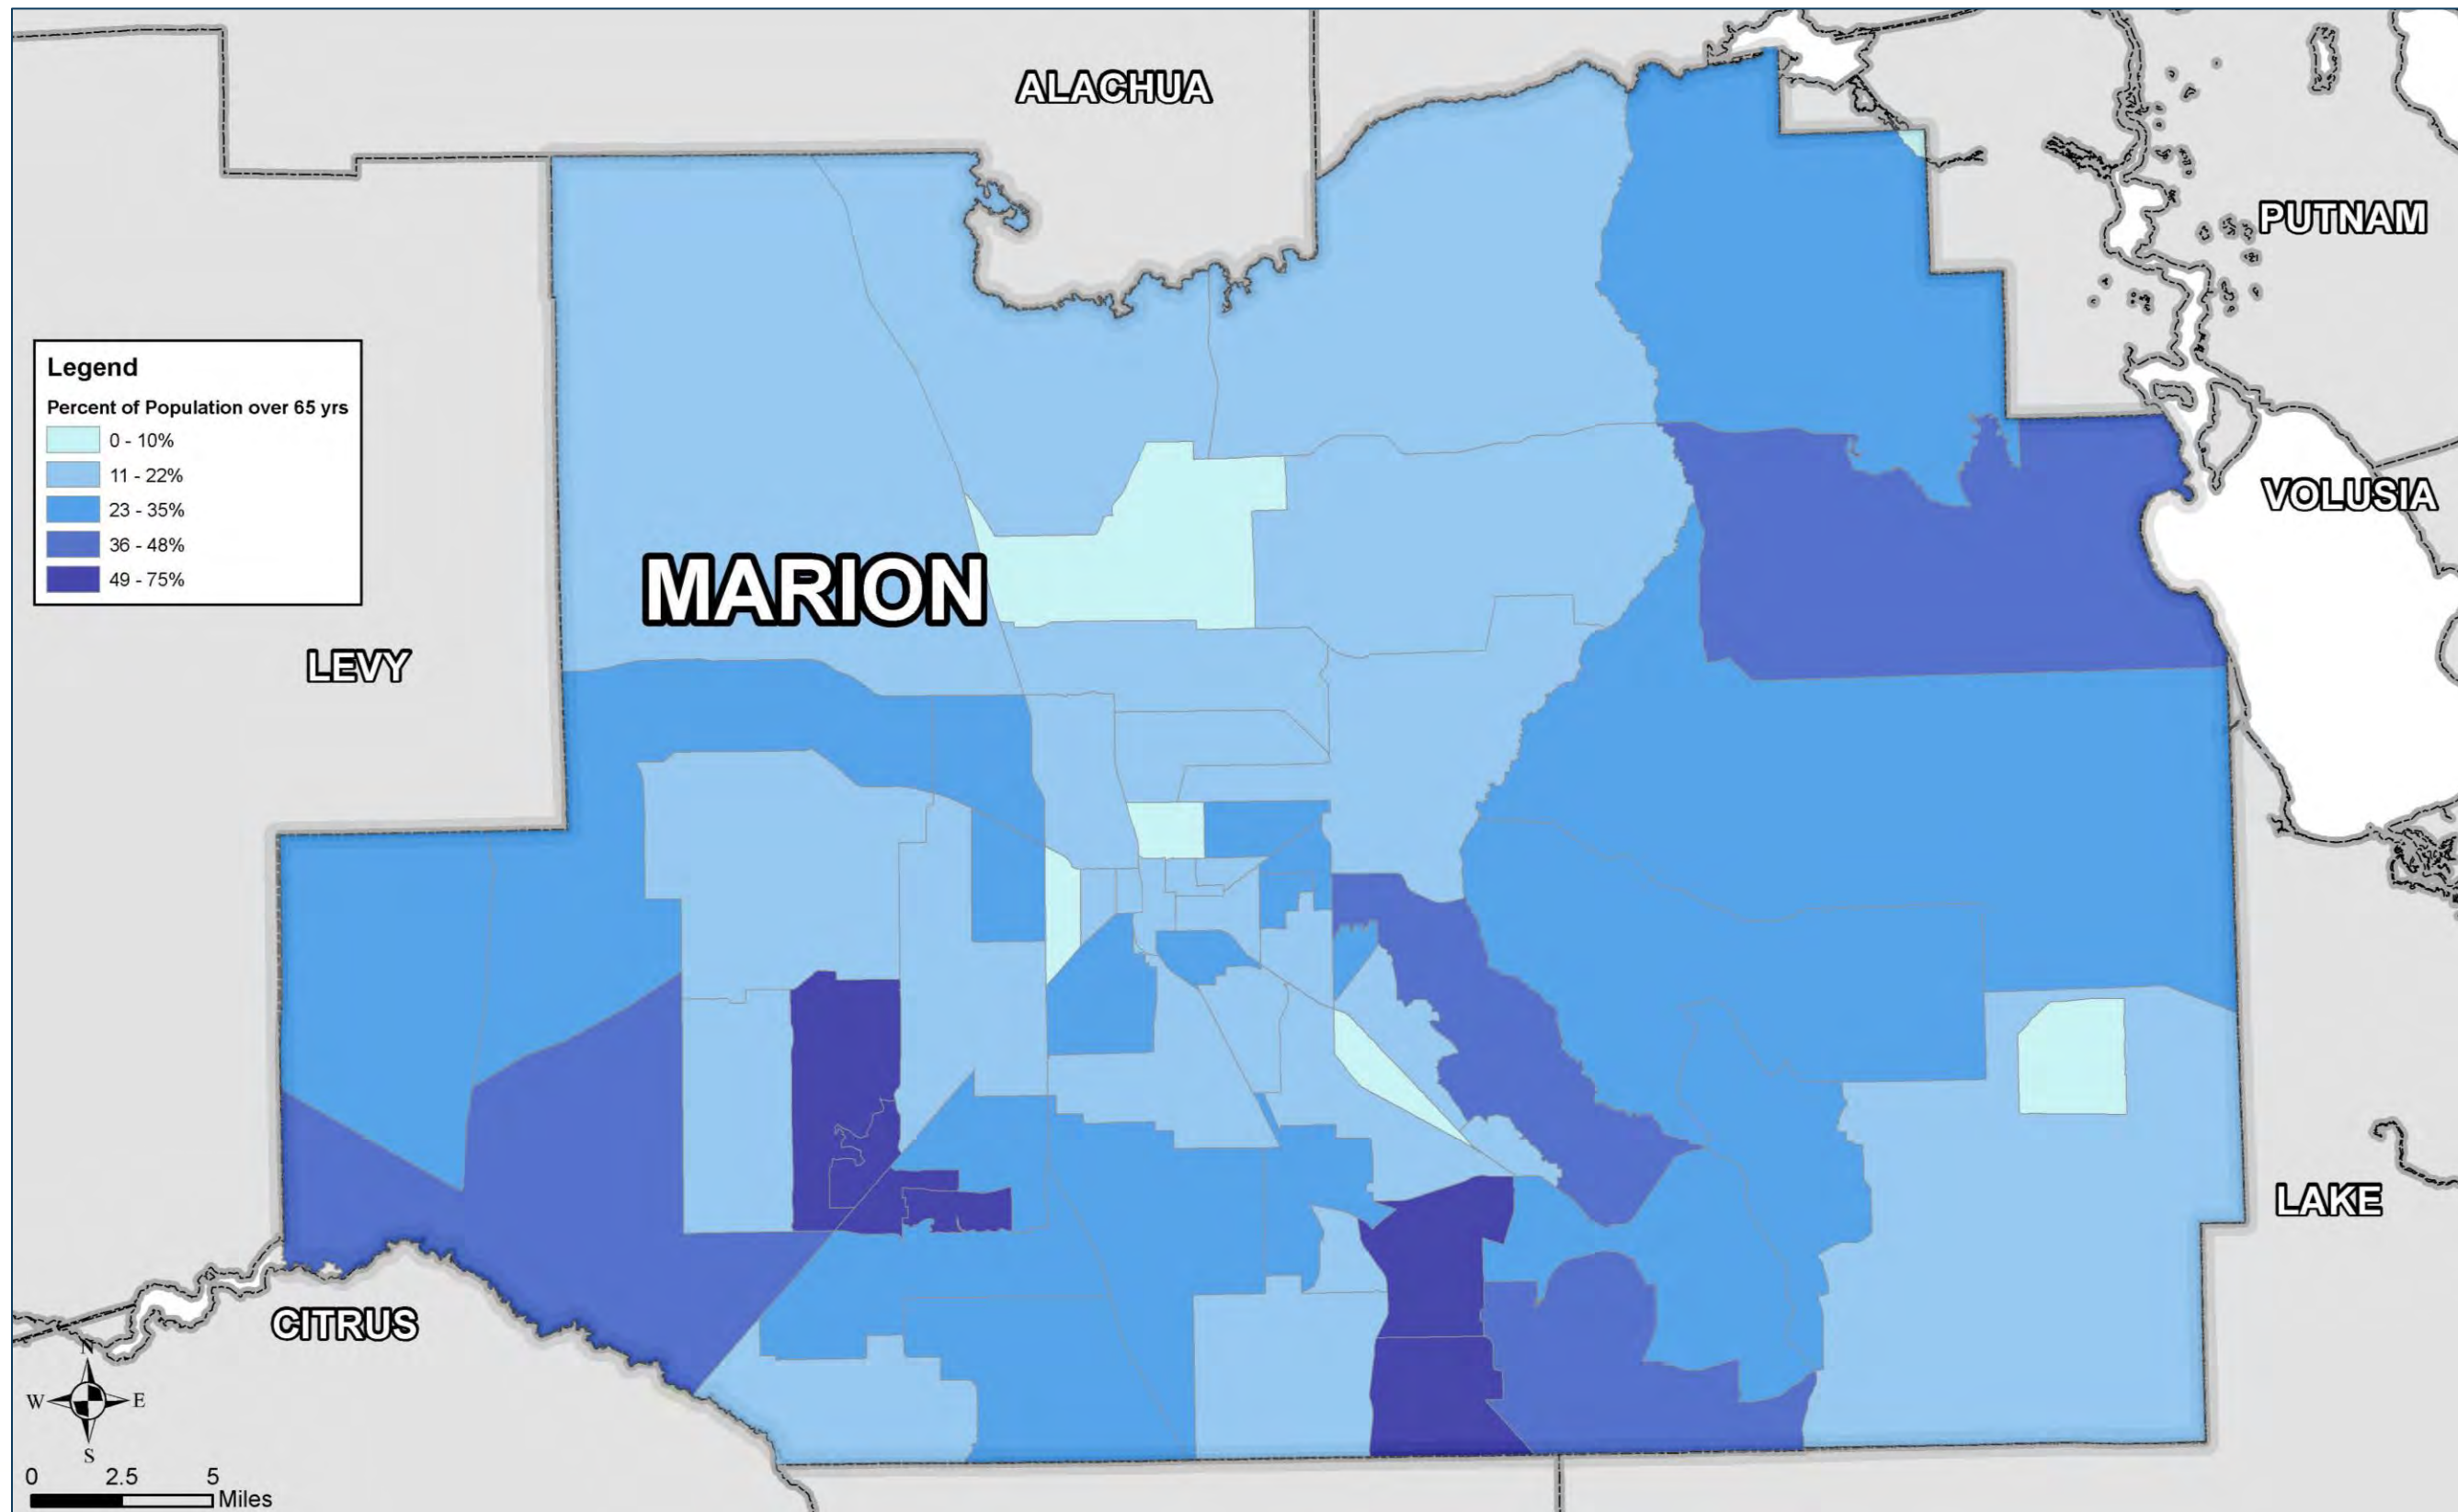 ALACHUA
PUTNAM
Legend
Percent of Population over 65 yrs
0 - 10%
11 - 22%
23 - 35%
36 - 48%
49 - 75%
VOLUSIA
MARION
LEVY
LAKE
CITRUS
N
W E
S
0 2.5 5
Miles